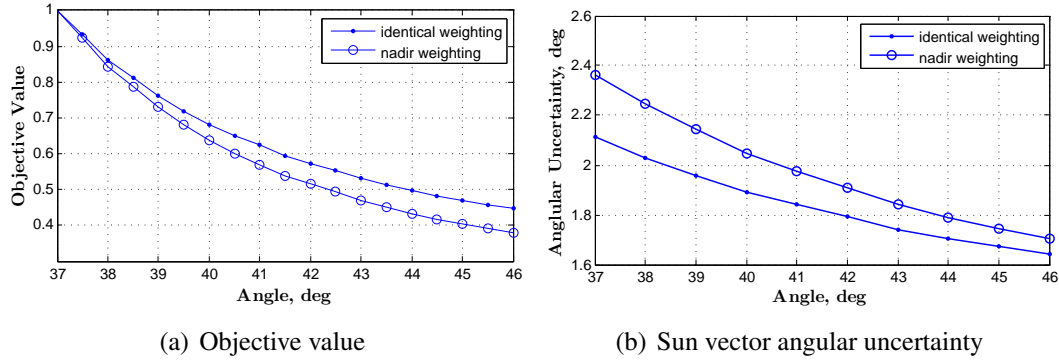 1
0.9
0.8
0.7
0.6
0.5
0.4
37 38 39 40 41 42 43 44 45 46
Objective Value
Angle, deg
identical weighting
nadir weighting
(a) Objective value
2.6
2.4
2.2
2
1.8
1.6
37 38 39 40 41 42 43 44 45 46
Anglular Uncertainty, deg
Angle, deg
identical weighting
nadir weighting
(b) Sun vector angular uncertainty